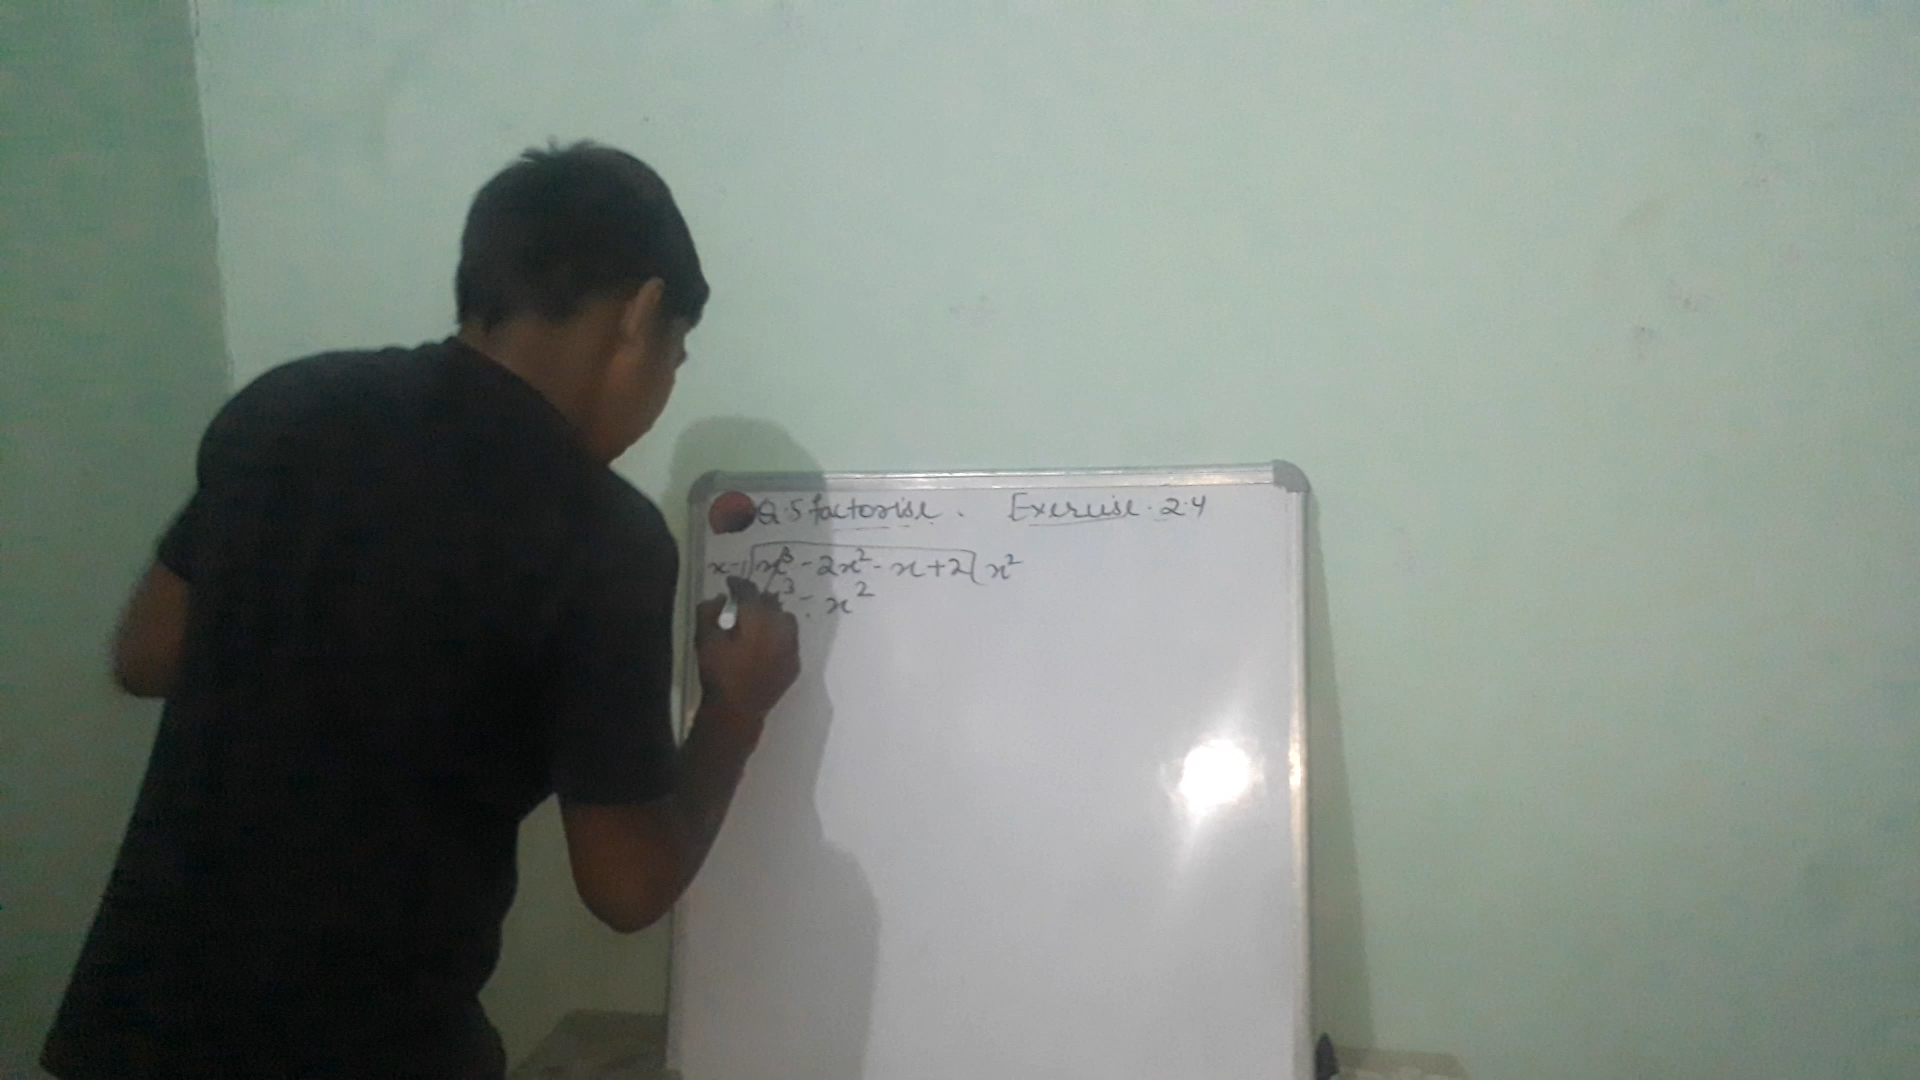 Q.5 factorise. Exercise. 2.4
x-1)x³-2x²-x+2(x²
x³-x²